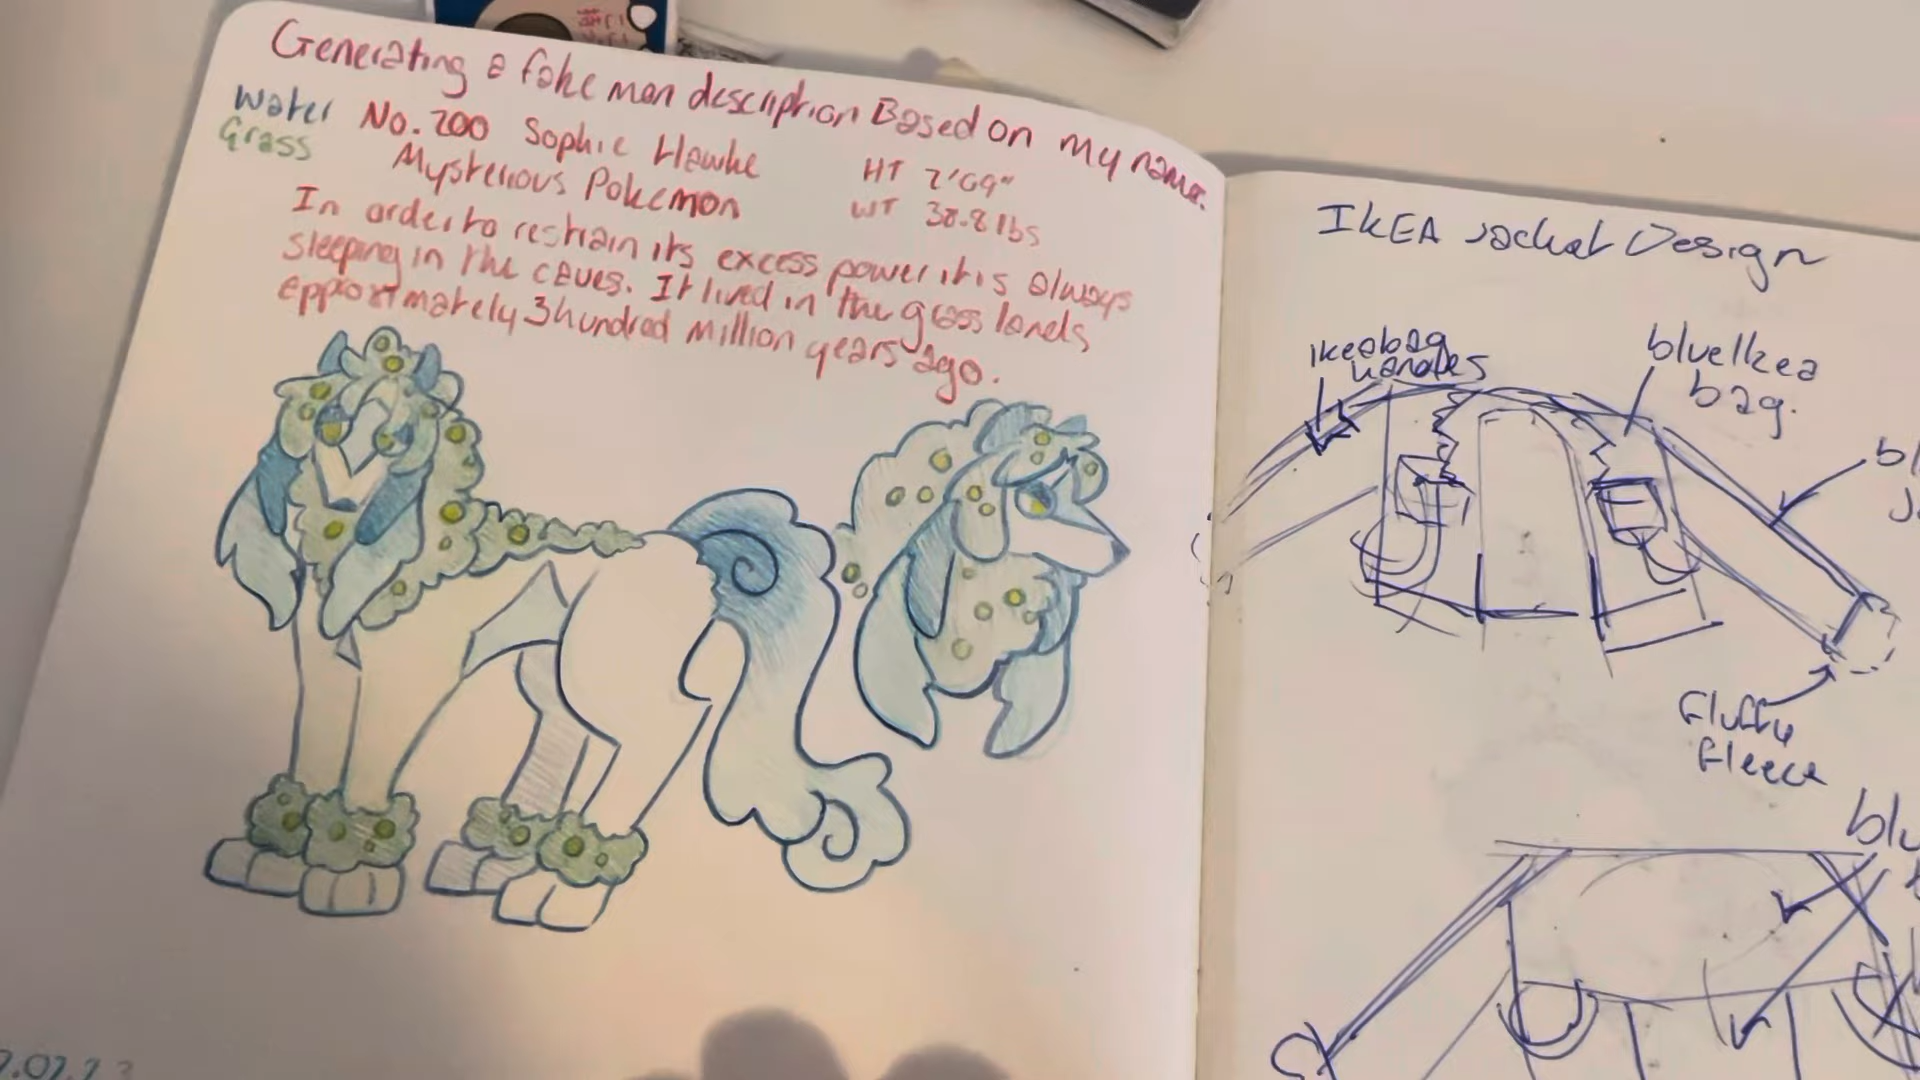 Generating a fakemon description Based on my name.
Water No. 200 Sophie Hawke HT 2'09"
Grass Mysterious Pokemon WT 38.8 lbs
In order to restrain its excess power it is always
sleeping in the caves. It lived in the grass lands
approximately 3 hundred million years ago.
IKEA Jacket Design
ikea bag
handles
blue Ikea
bag.
fluffy
fleece